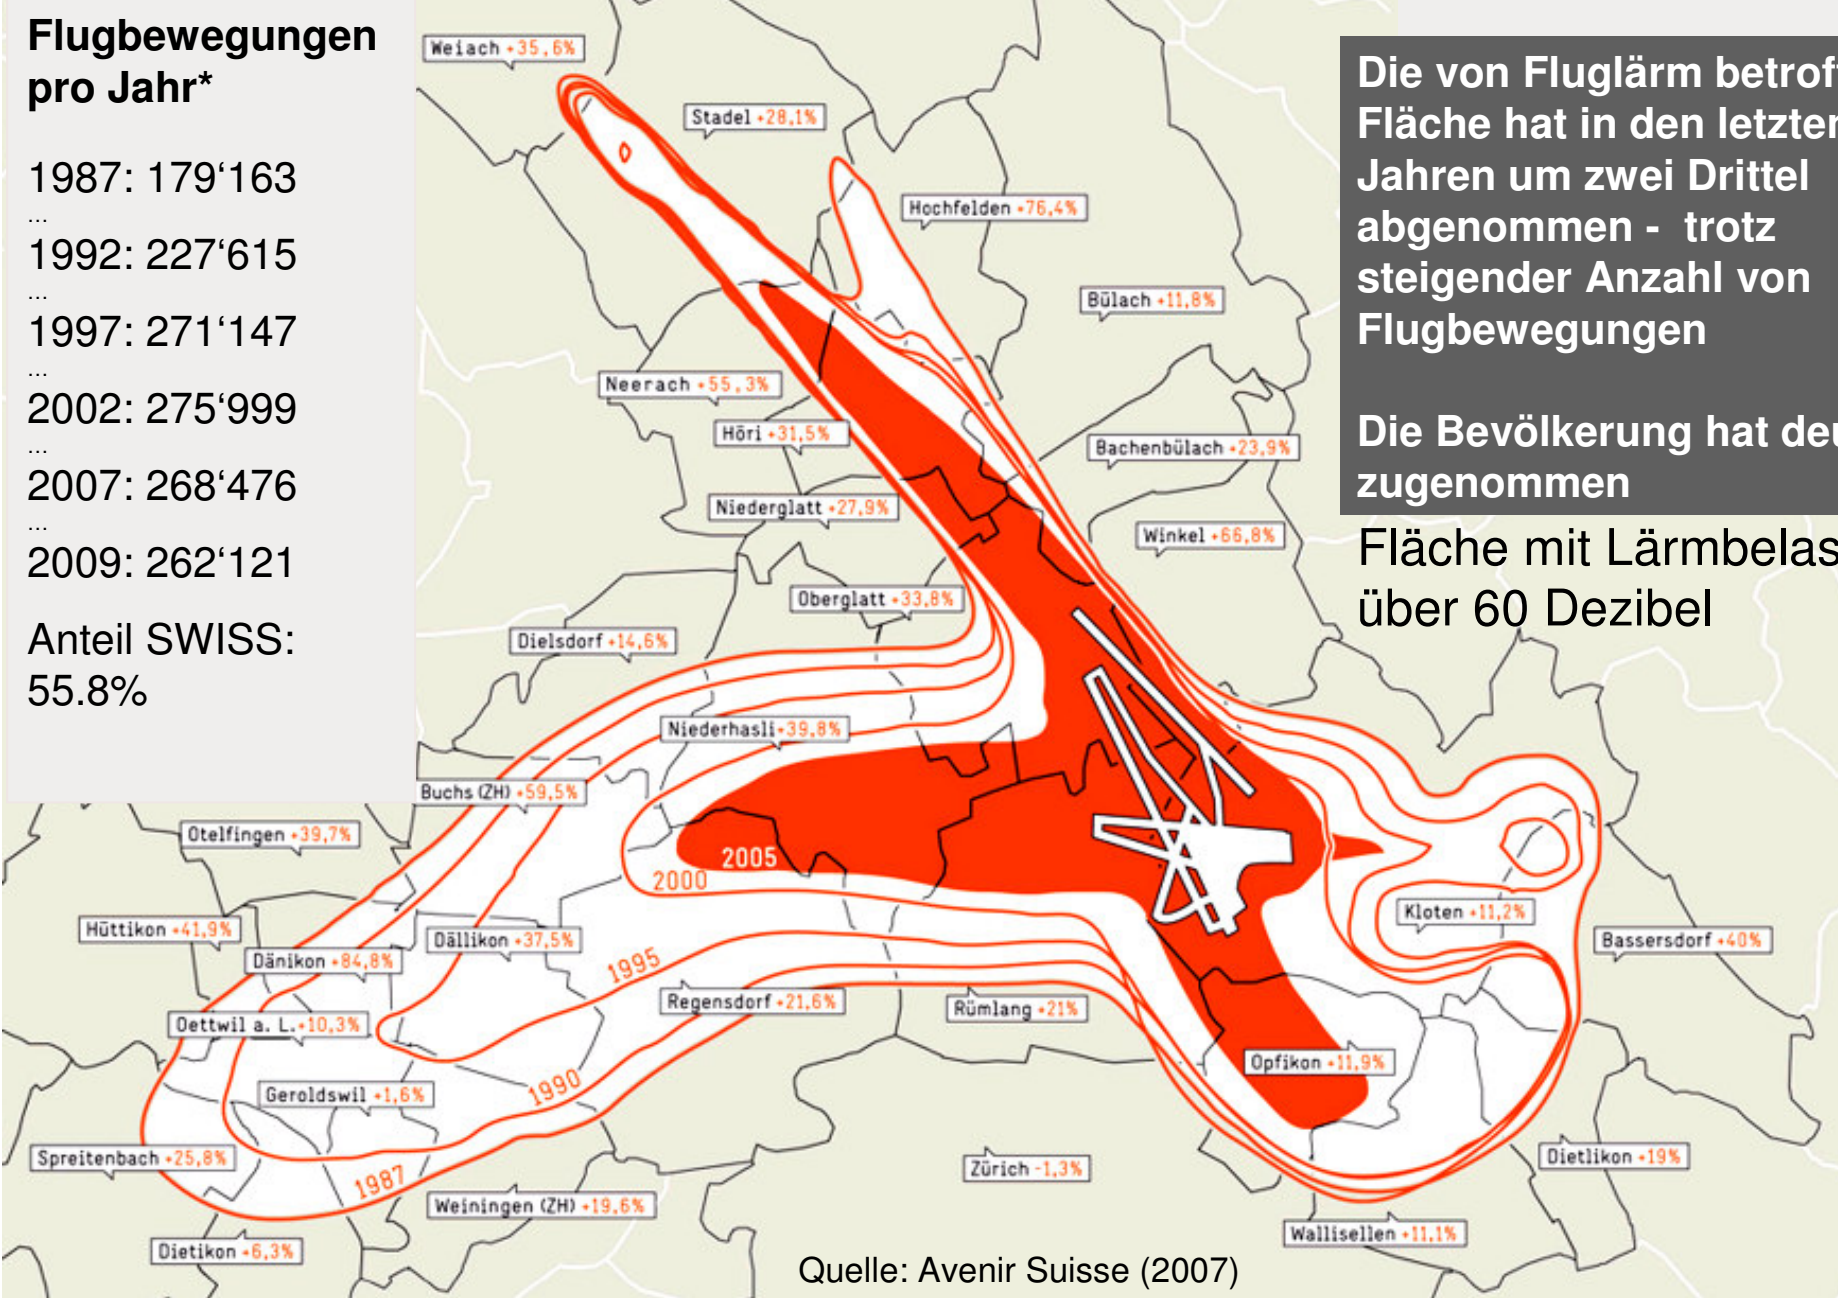 Flugbewegungen
pro Jahr*
1987: 179‘163
...
1992: 227‘615
...
1997: 271‘147
...
2002: 275‘999
...
2007: 268‘476
...
2009: 262‘121
Anteil SWISS:
55.8%
Die von Fluglärm betroff
Fläche hat in den letzten
Jahren um zwei Drittel
abgenommen - trotz
steigender Anzahl von
Flugbewegungen
Die Bevölkerung hat deu
zugenommen
Fläche mit Lärmbelas
über 60 Dezibel
Weiach +35,6%
Stadel +28,1%
Hochfelden +76,4%
Bülach +11,8%
Neerach +55,3%
Höri +31,5%
Bachenbülach +23,9%
Niederglatt +27,9%
Winkel +66,8%
Oberglatt +33,8%
Dielsdorf +14,6%
Niederhasli +39,8%
Buchs (ZH) +59,5%
Otelfingen +39,7%
2005
2000
Hüttikon +41,9%
Dällikon +37,5%
Dänikon +84,8%
1995
Kloten +11,2%
Bassersdorf +40%
Regensdorf +21,6%
Rümlang +21%
Oettwil a. L. +10,3%
Opfikon +11,9%
1990
Geroldswil +1,6%
Spreitenbach +25,8%
1987
Zürich -1,3%
Dietlikon +19%
Weiningen (ZH) +19,6%
Wallisellen +11,1%
Dietikon +6,3%
Quelle: Avenir Suisse (2007)